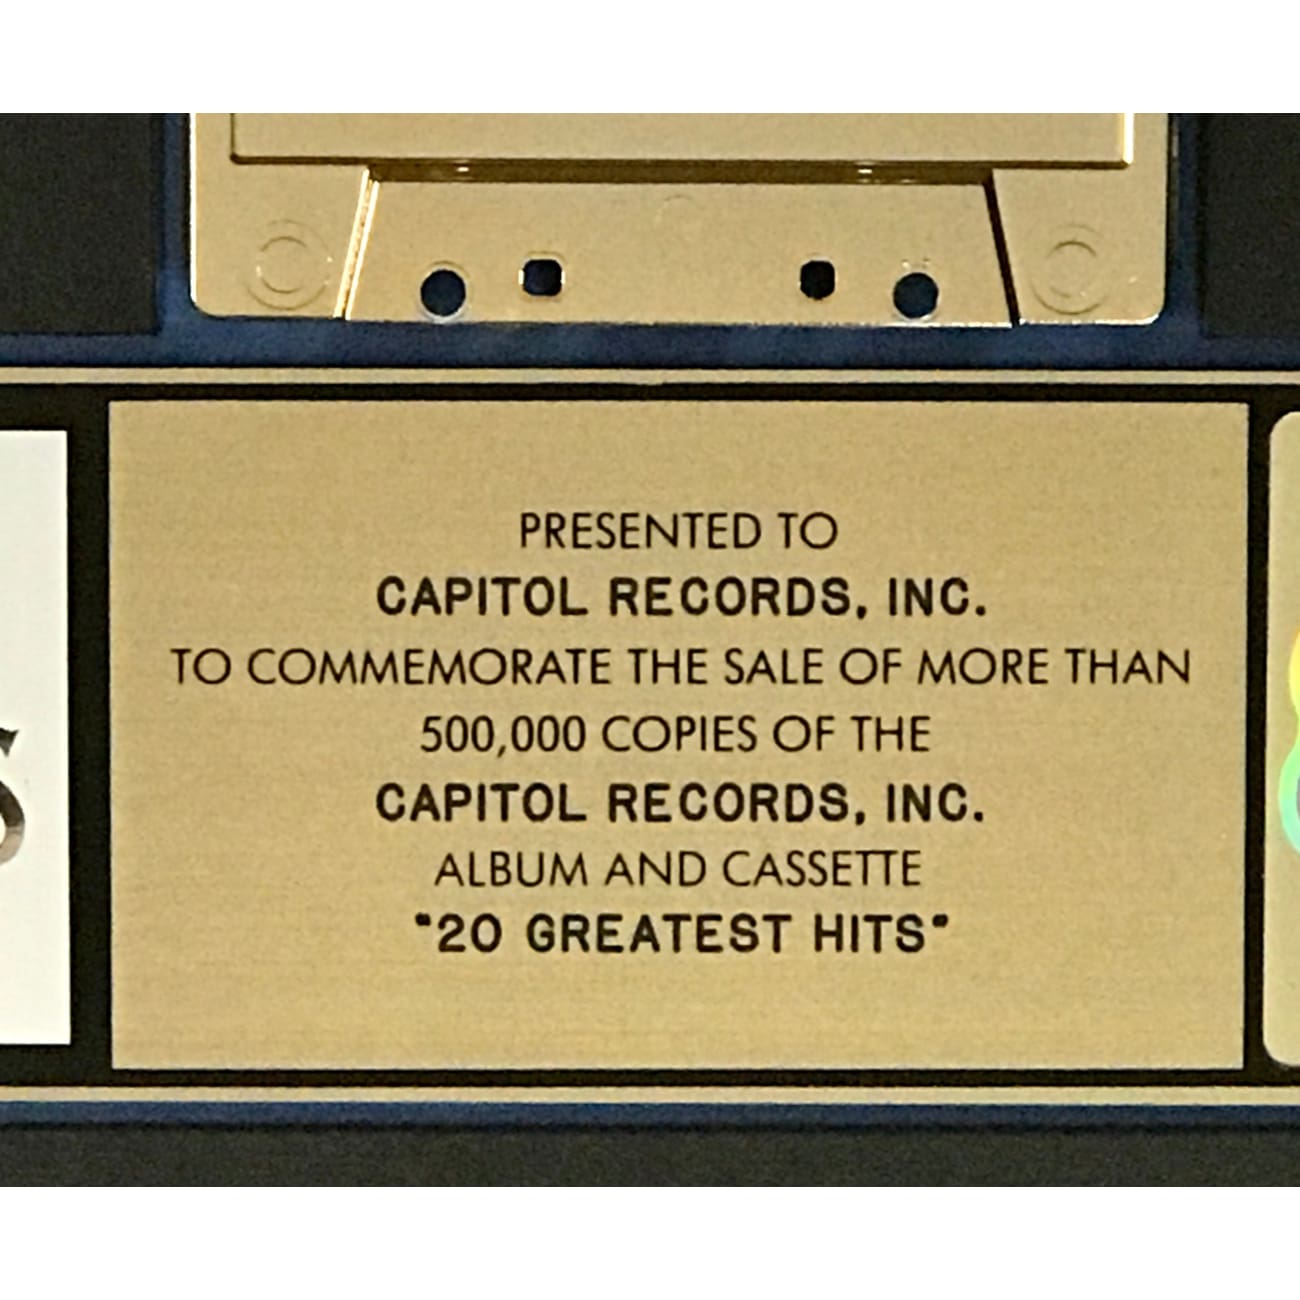 PRESENTED TO
CAPITOL RECORDS, INC.
TO COMMEMORATE THE SALE OF MORE THAN
500,000 COPIES OF THE
CAPITOL RECORDS, INC.
ALBUM AND CASSETTE
"20 GREATEST HITS"